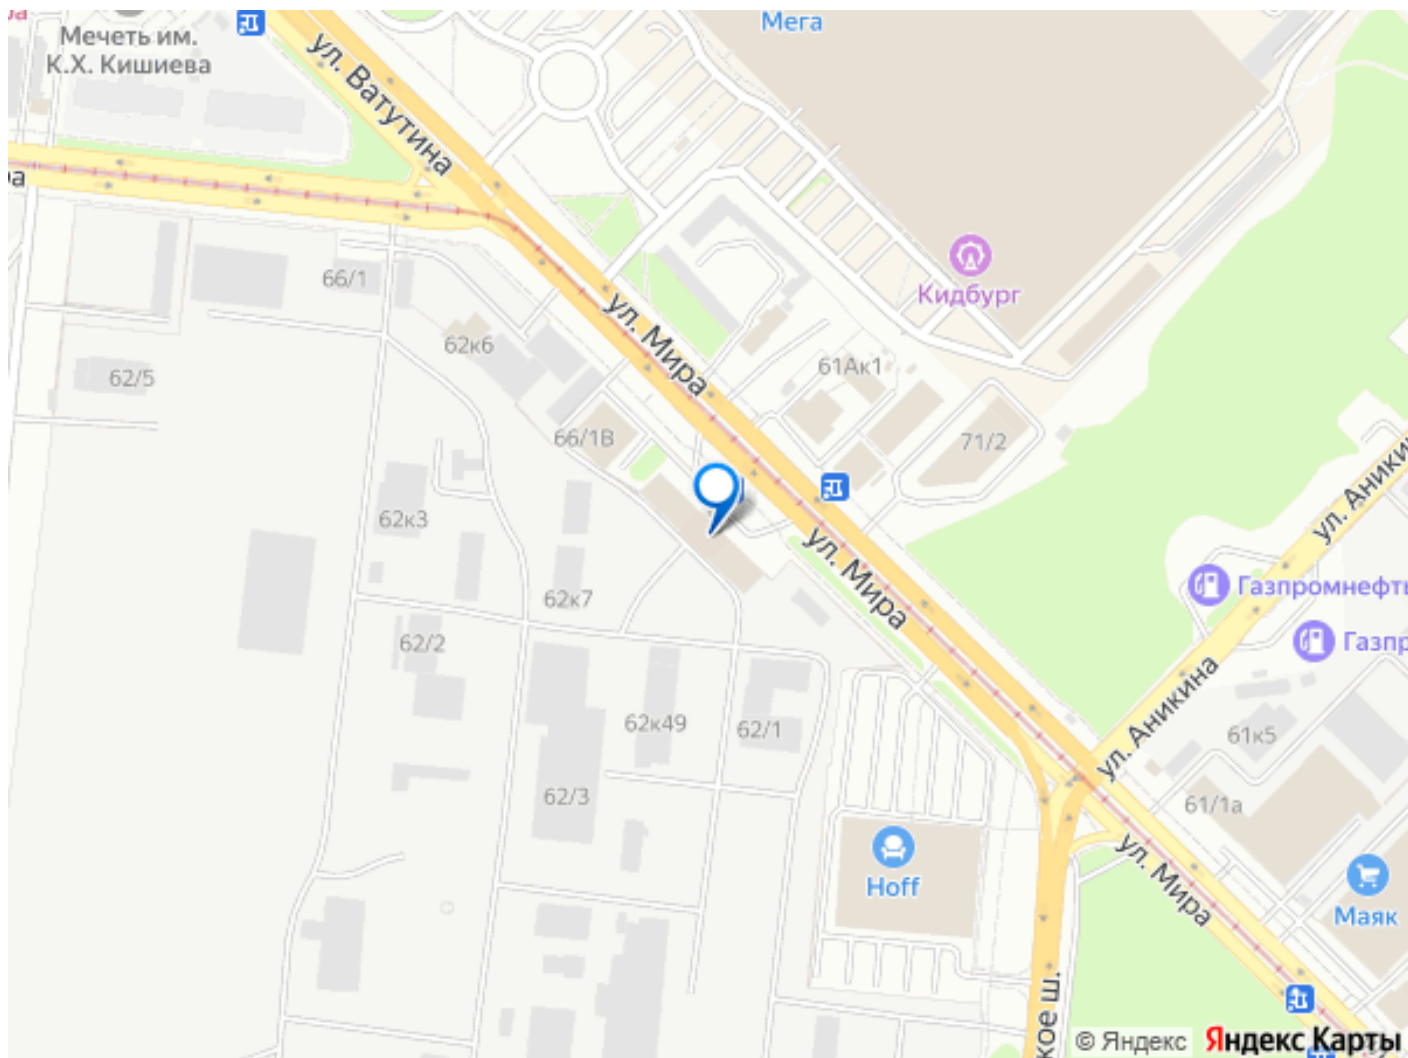 Мега
Мечеть им.
К.Х. Кишиева
ул. Ватутина
66/1
Кидбург
ул. Мира
62к6
61Ак1
62/5
66/1В
71/2
ул. Аники
62к3
ул. Мира
Газпромнефть
62к7
62/2
Газпр
ул. Аникина
62к49
62/1
61к5
62/3
61/1а
Hoff
ул. Мира
Маяк
кое ш.
© Яндекс
Яндекс Карты